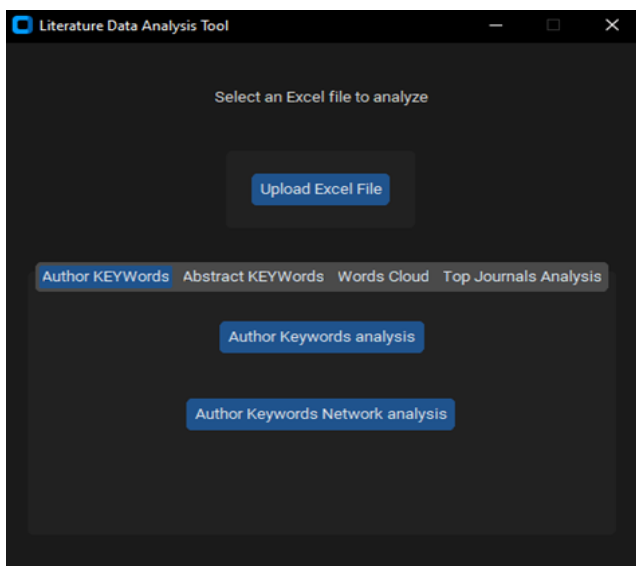 Literature Data Analysis Tool
Select an Excel file to analyze
Upload Excel File
Author KEYWords Abstract KEYWords Words Cloud Top Journals Analysis
Author Keywords analysis
Author Keywords Network analysis